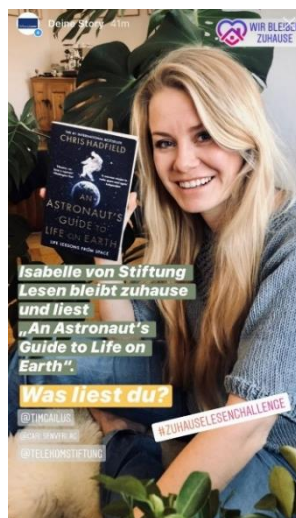 Deine Story 41m
WIR BLEIBEN
ZUHAUSE
THE #1 INTERNATIONAL BESTSELLER
CHRIS HADFIELD
AN
ASTRONAUT'S
GUIDE TO
LIFE ON EARTH
LIFE LESSONS FROM SPACE
Isabelle von Stiftung
Lesen bleibt zuhause
und liest
„An Astronaut's
Guide to Life on
Earth“.
Was liest du?
@TIMGAILUS
#ZUHAUSELESENCHALLENGE
@TELEKOMSTIFTUNG